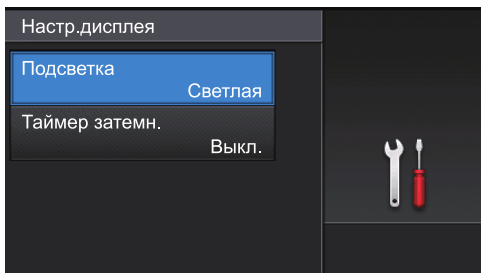 Настр.дисплея
Подсветка
Светлая
Таймер затемн.
Выкл.